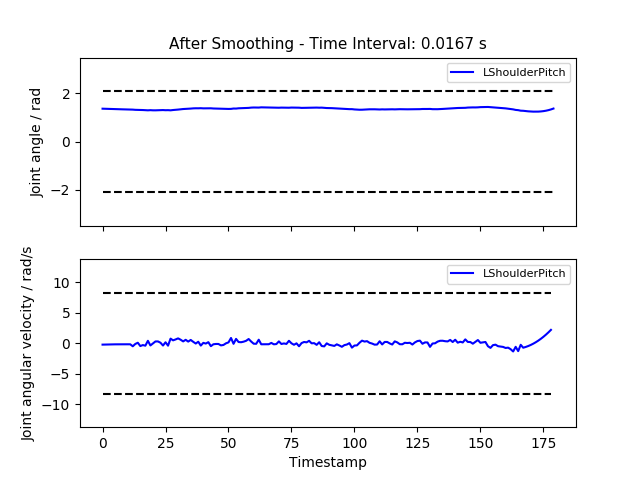 After Smoothing - Time Interval: 0.0167 s
LShoulderPitch
Joint angle / rad
2
0
−2
LShoulderPitch
Joint angular velocity / rad/s
10
5
0
−5
−10
0 25 50 75 100 125 150 175
Timestamp